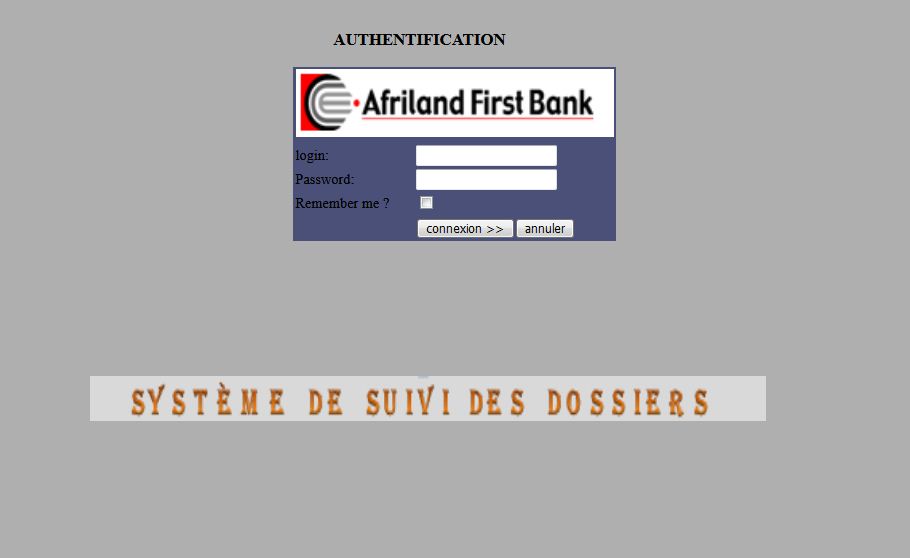 AUTHENTIFICATION
Afriland First Bank
login:
Password:
Remember me ?
connexion >> annuler
SYSTÈME DE SUIVI DES DOSSIERS